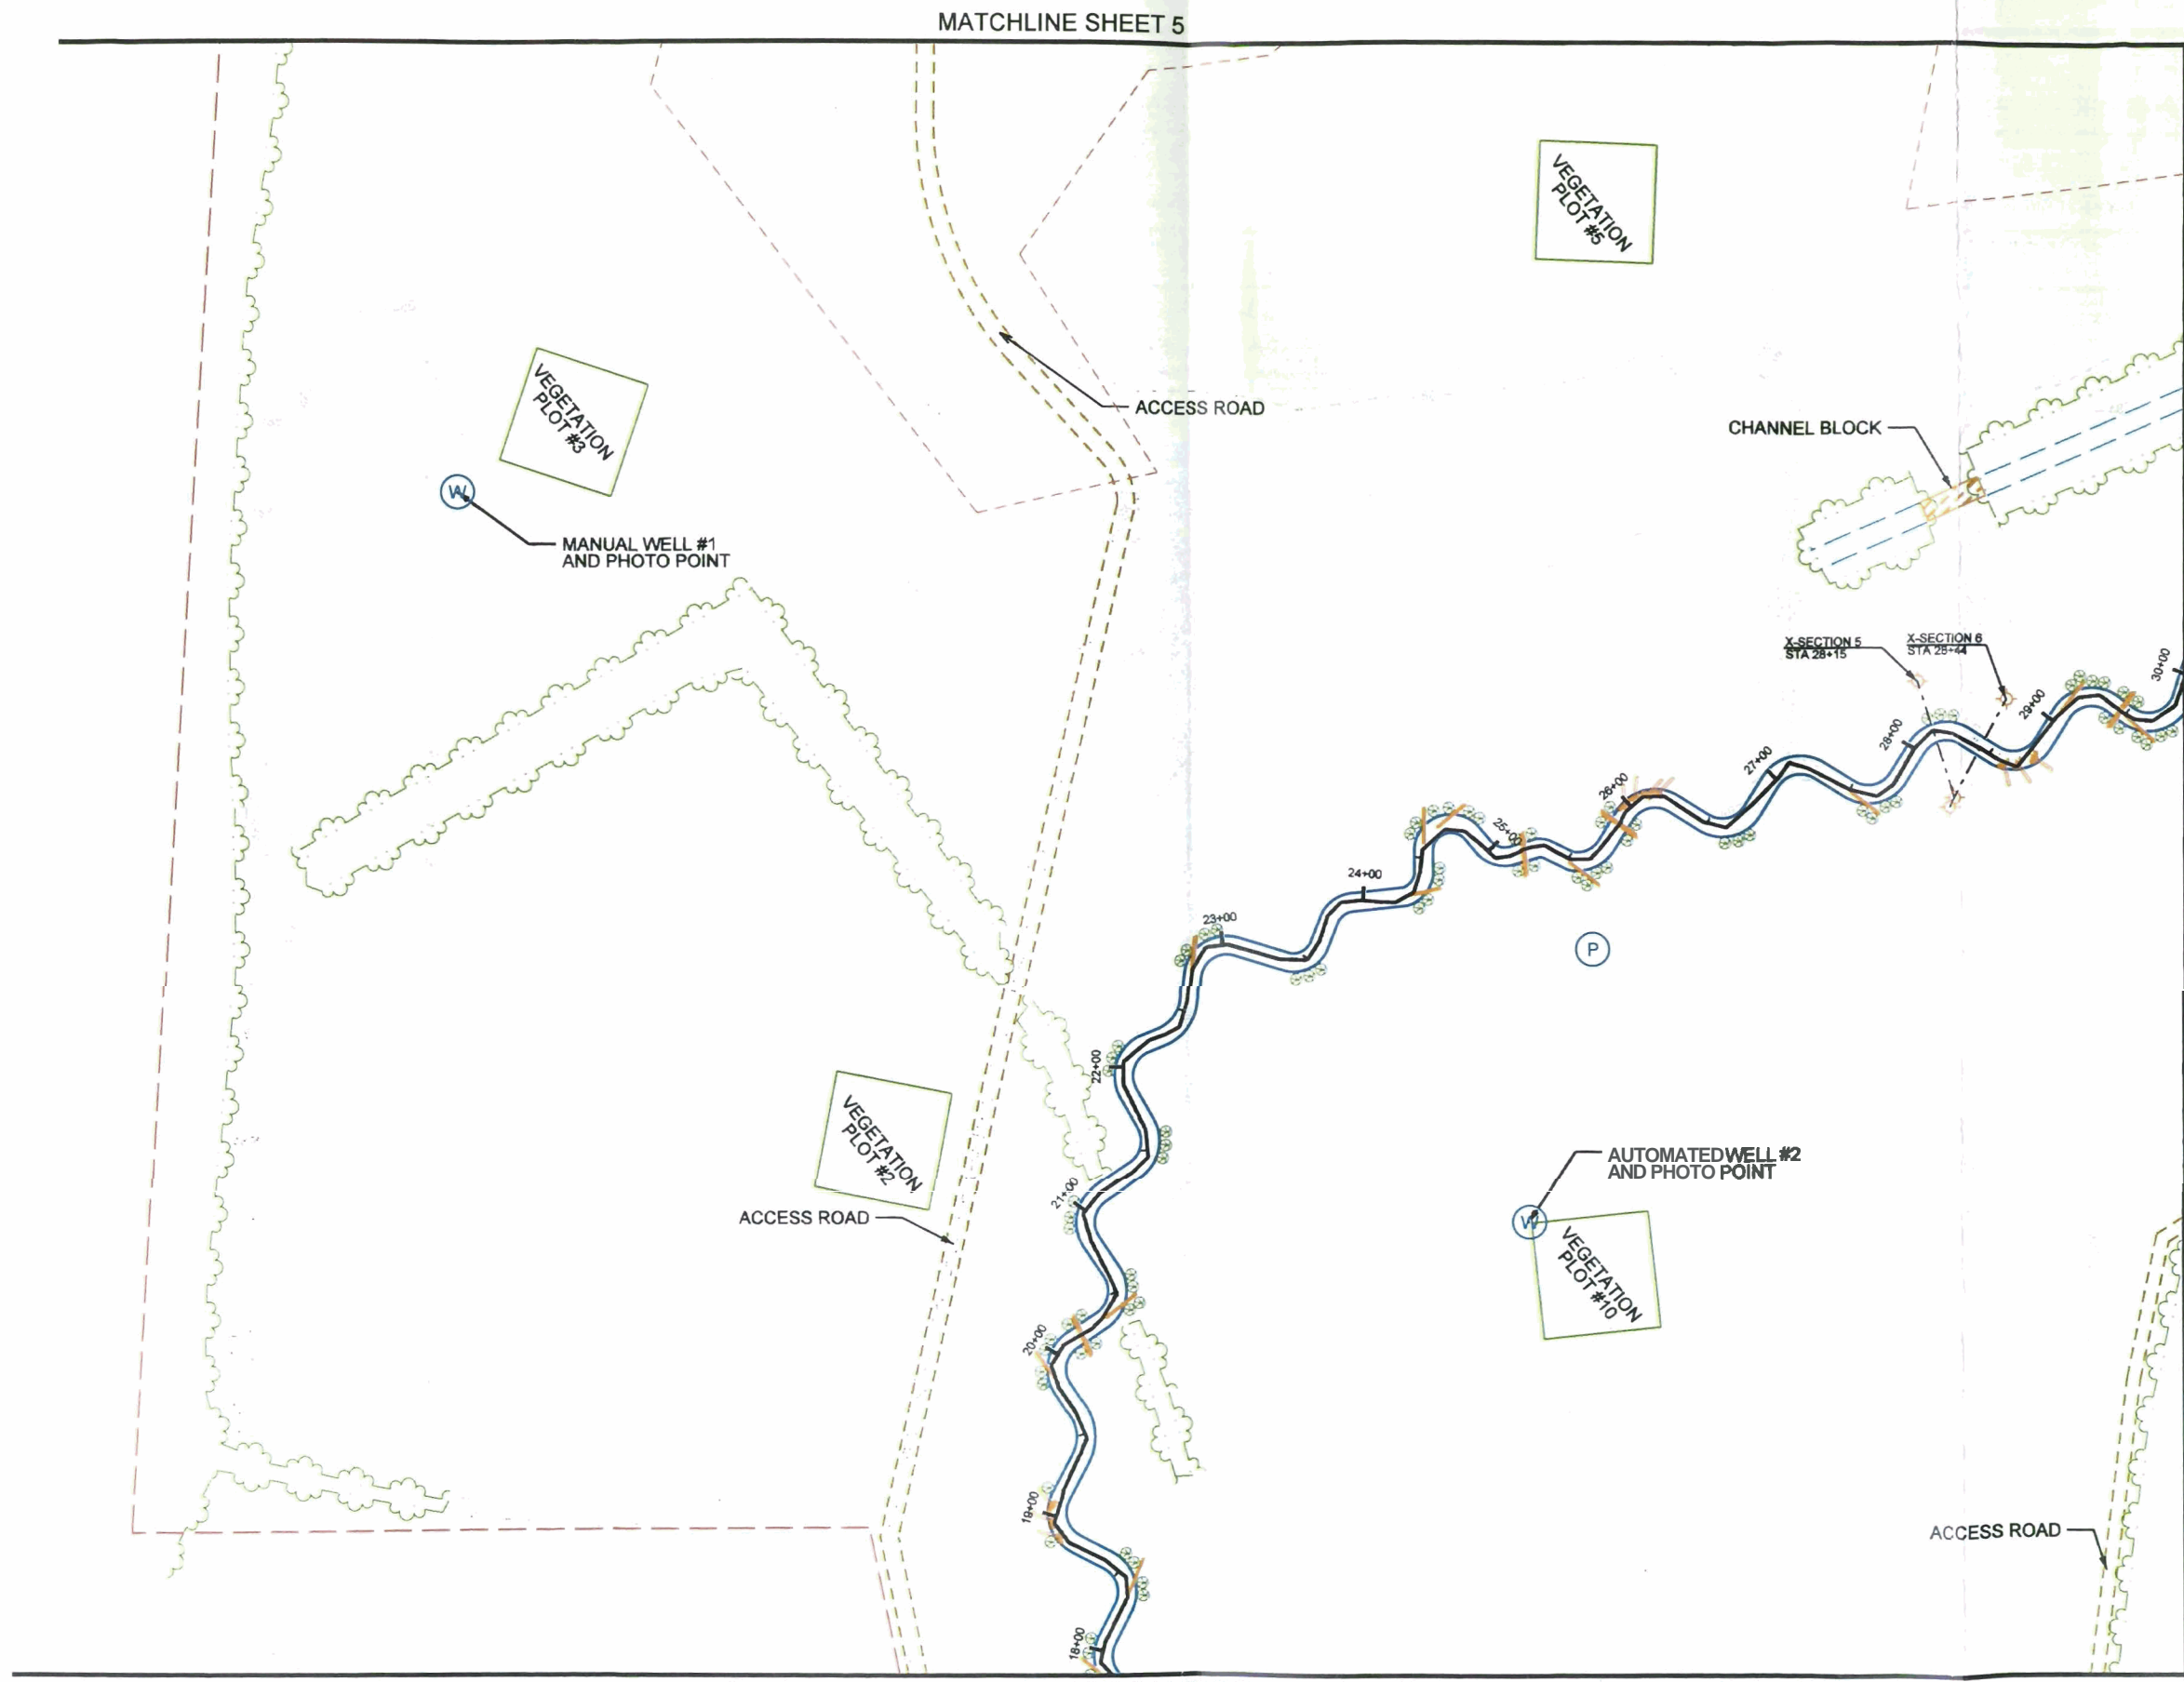 MATCHLINE SHEET 5
VEGETATION
PLOT #5
VEGETATION
PLOT #3
ACCESS ROAD
CHANNEL BLOCK
W
MANUAL WELL #1
AND PHOTO POINT
X-SECTION 5
STA 28+15
X-SECTION 6
STA 28+44
30+00
29+00
28+00
27+00
26+00
25+00
24+00
23+00
P
22+00
VEGETATION
PLOT #2
AUTOMATED WELL #2
AND PHOTO POINT
21+00
ACCESS ROAD
W
VEGETATION
PLOT #10
20+00
19+00
ACCESS ROAD
18+00